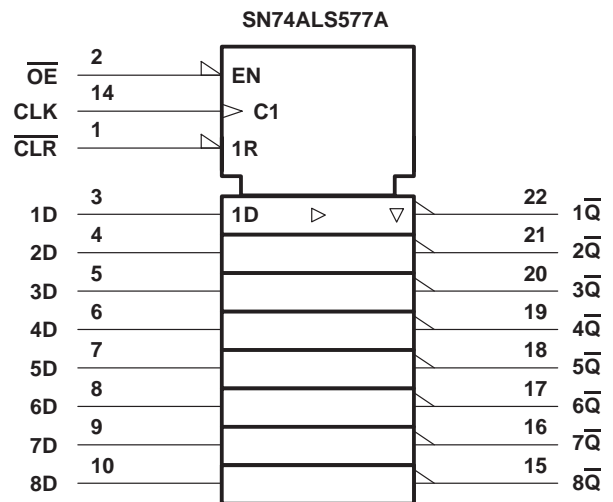 SN74ALS577A
O̅E̅ 2 EN
CLK 14 C1
C̅L̅R̅ 1 1R
1D 3 1D 22 1Q̅
2D 4 21 2Q̅
3D 5 20 3Q̅
4D 6 19 4Q̅
5D 7 18 5Q̅
6D 8 17 6Q̅
7D 9 16 7Q̅
8D 10 15 8Q̅